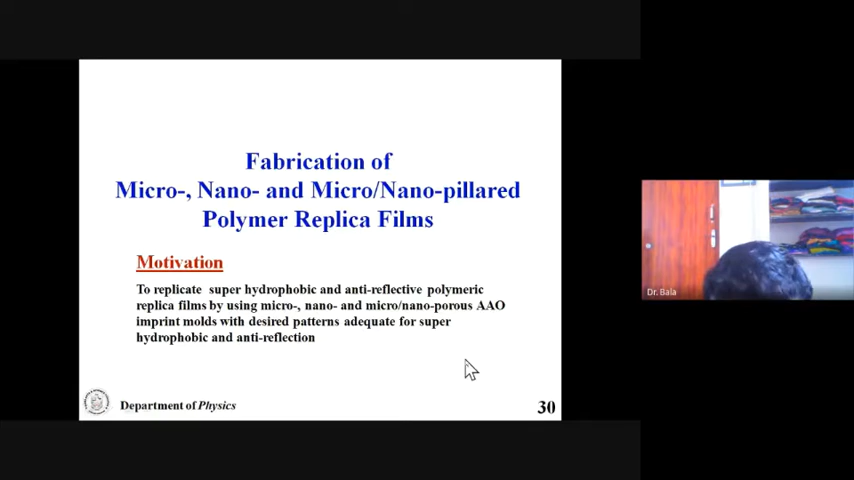 Fabrication of
Micro-, Nano- and Micro/Nano-pillared
Polymer Replica Films
Motivation
To replicate super hydrophobic and anti-reflective polymeric
replica films by using micro-, nano- and micro/nano-porous AAO
imprint molds with desired patterns adequate for super
hydrophobic and anti-reflection
Department of Physics
30
Dr. Bala